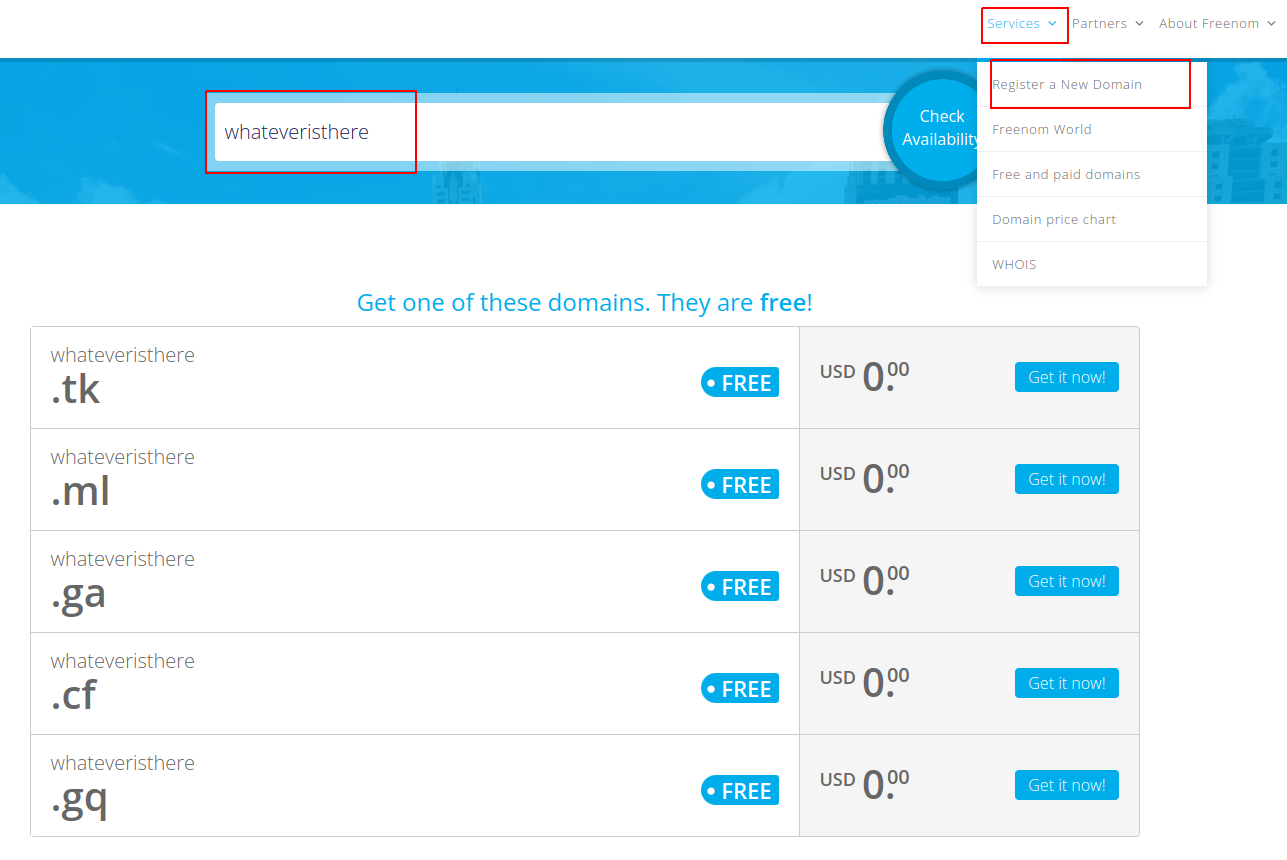 Services Partners About Freenom
Register a New Domain
Freenom World
Free and paid domains
Domain price chart
WHOIS
whateveristhere
Check
Availability
Get one of these domains. They are free!
whateveristhere
.tk
FREE
USD 0.00
Get it now!
whateveristhere
.ml
FREE
USD 0.00
Get it now!
whateveristhere
.ga
FREE
USD 0.00
Get it now!
whateveristhere
.cf
FREE
USD 0.00
Get it now!
whateveristhere
.gq
FREE
USD 0.00
Get it now!